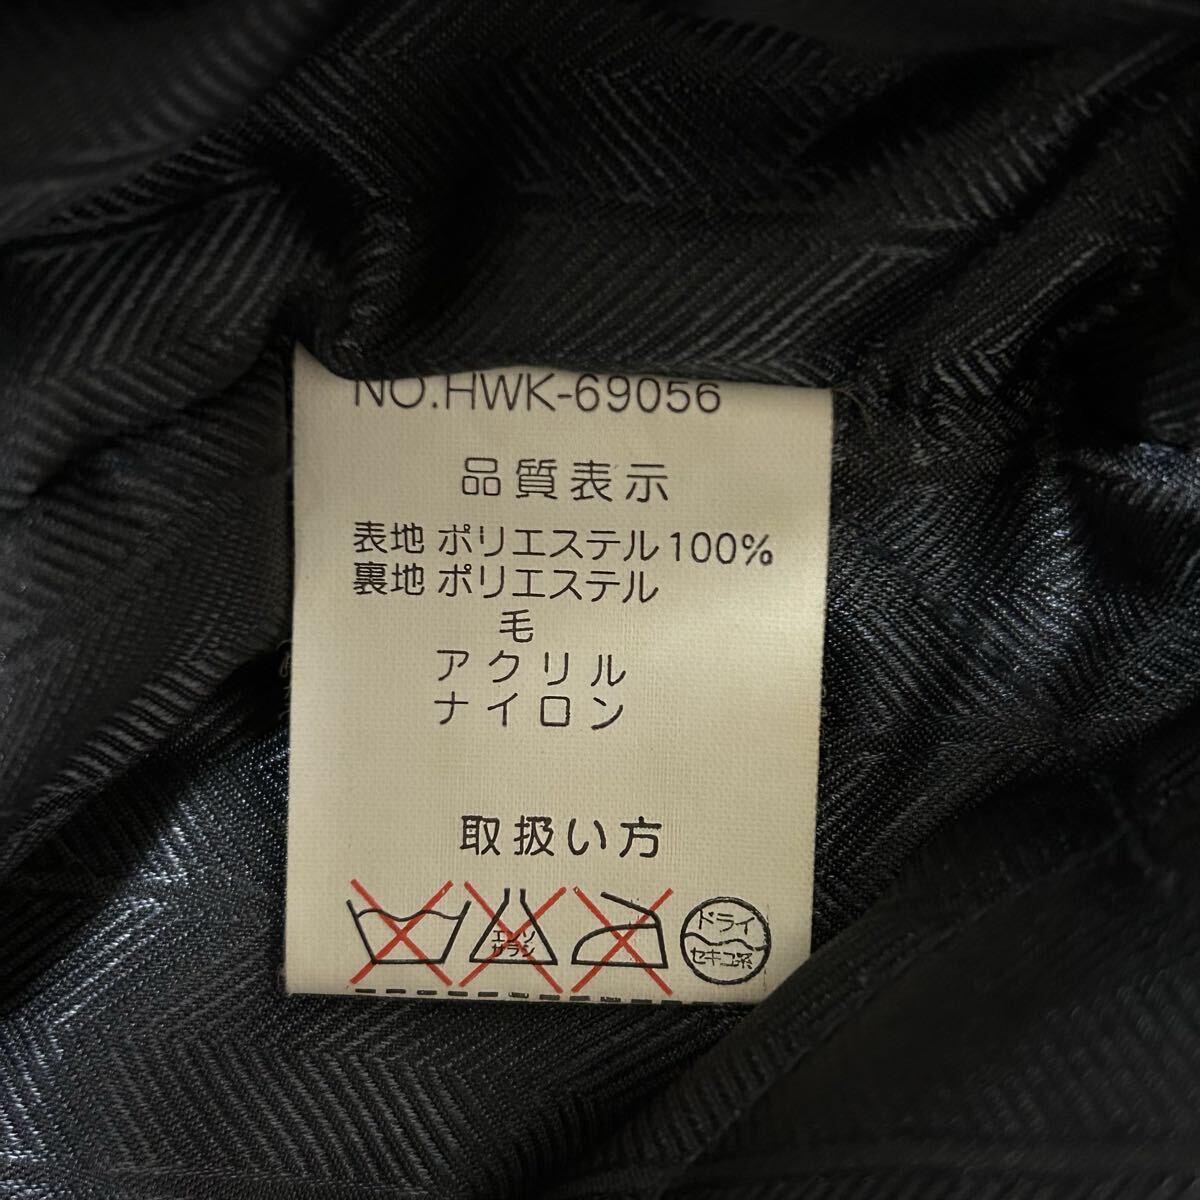 NO.HWK-69056
品質表示
表地 ポリエステル100%
裏地 ポリエステル
毛
アクリル
ナイロン
取扱い方
エンソ
サラシ
ドライ
セキユ系